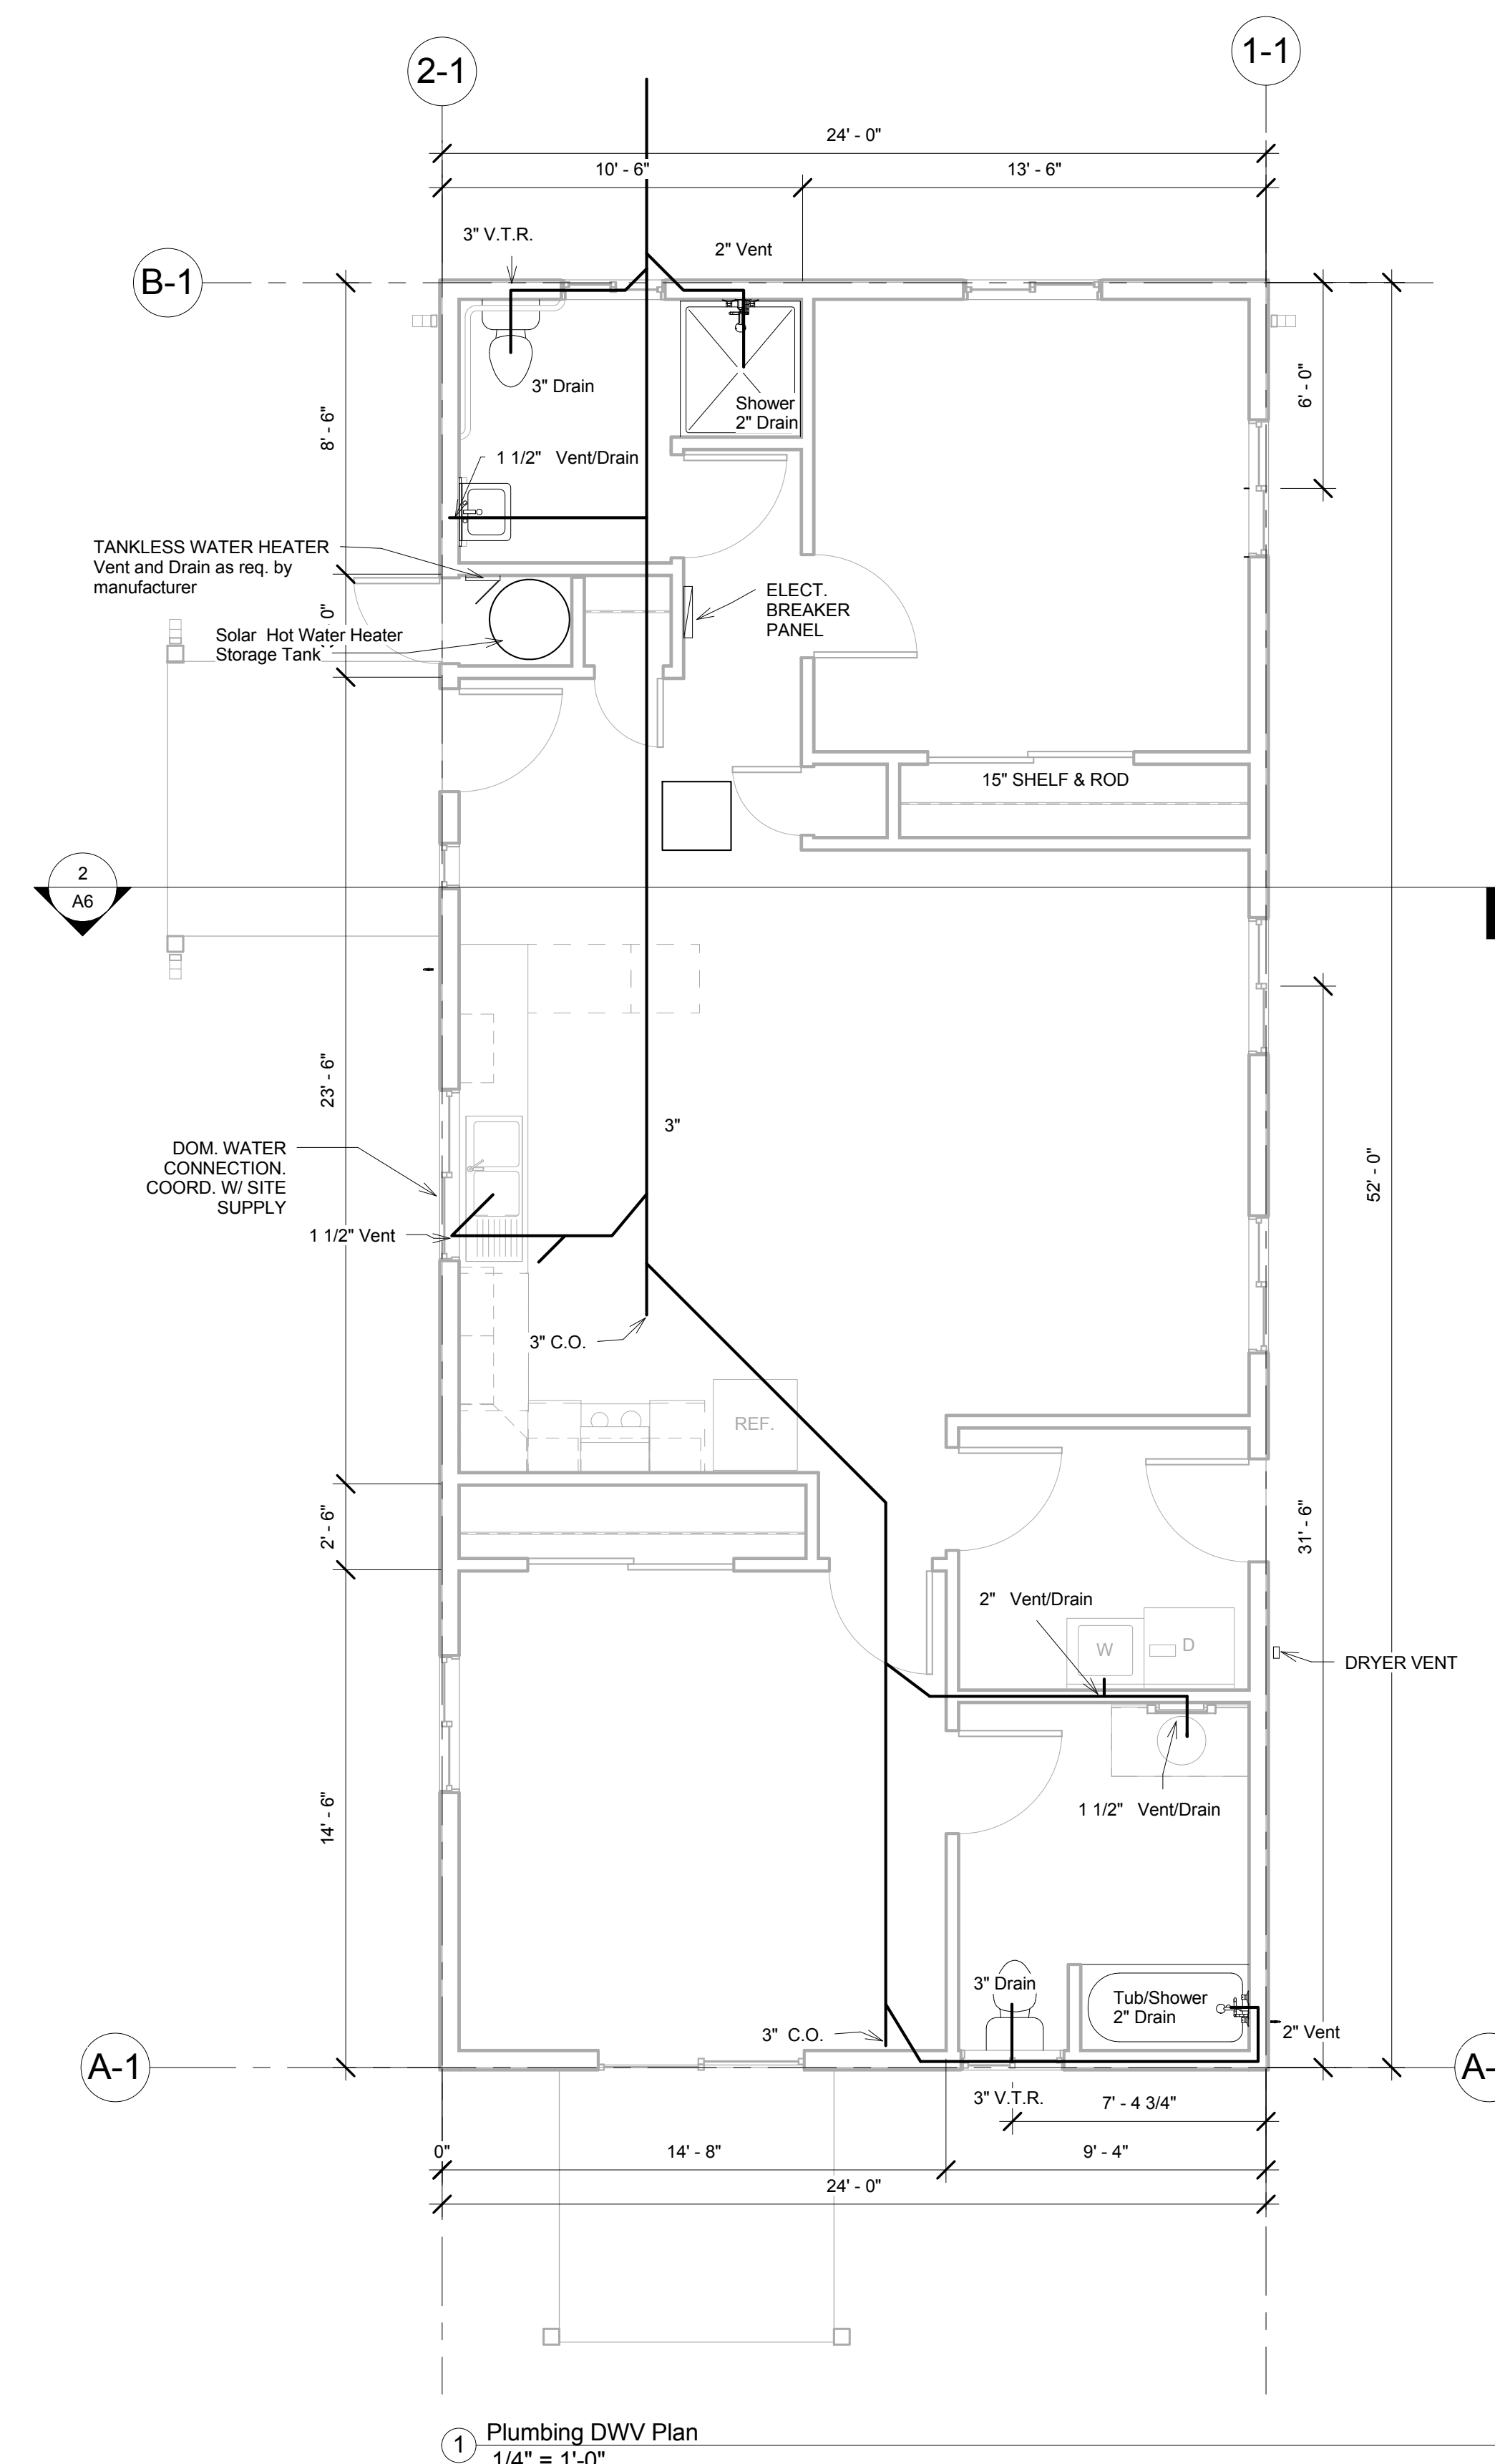 2-1
1-1
24' - 0"
10' - 6"
13' - 6"
3" V.T.R.
2" Vent
B-1
8' - 6"
6' - 0"
3" Drain
Shower
2" Drain
1 1/2" Vent/Drain
TANKLESS WATER HEATER
Vent and Drain as req. by
manufacturer
ELECT.
BREAKER
PANEL
0"
Solar Hot Water Heater
Storage Tank
15" SHELF & ROD
2
A6
23' - 6"
3"
DOM. WATER
CONNECTION.
COORD. W/ SITE
SUPPLY
52' - 0"
1 1/2" Vent
3" C.O.
REF.
2' - 6"
31' - 6"
2" Vent/Drain
W
D
DRYER VENT
14' - 6"
1 1/2" Vent/Drain
3" Drain
Tub/Shower
2" Drain
3" C.O.
2" Vent
A-1
A-
3" V.T.R.
7' - 4 3/4"
0"
14' - 8"
9' - 4"
24' - 0"
1
Plumbing DWV Plan
1/4" = 1'-0"